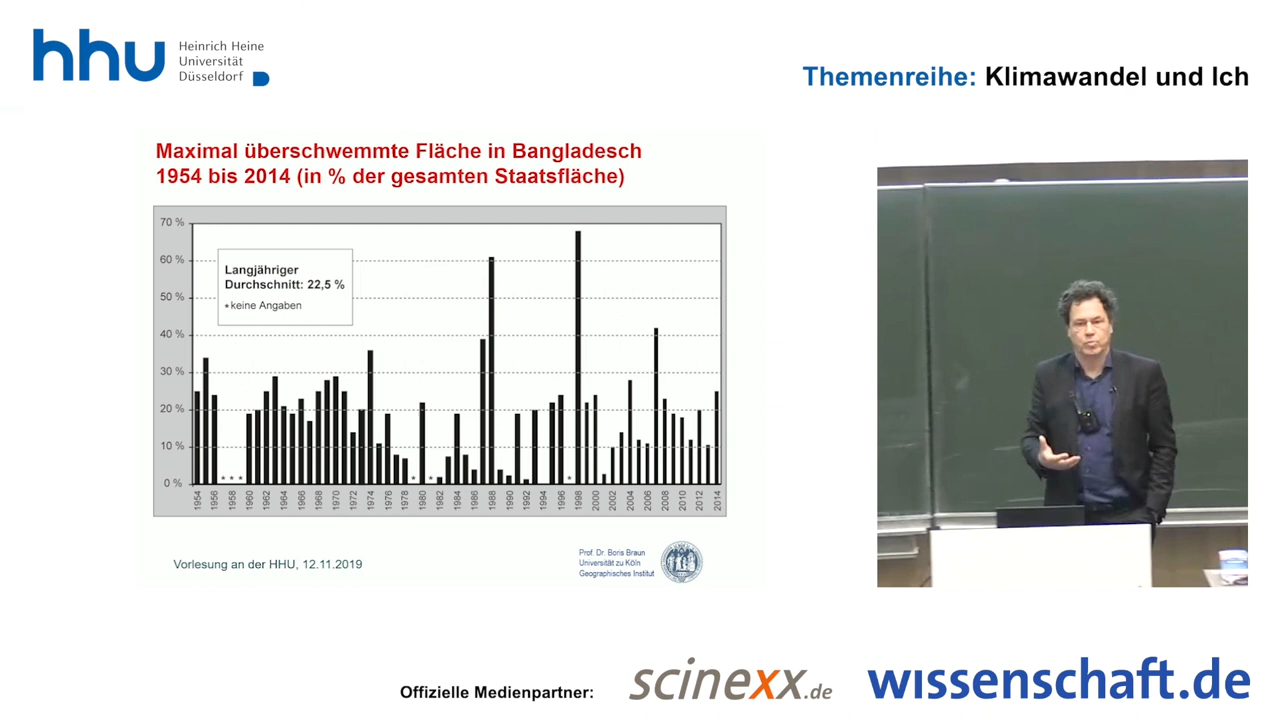 hhu
Heinrich Heine
Universität
Düsseldorf
Themenreihe: Klimawandel und Ich
Maximal überschwemmte Fläche in Bangladesch
1954 bis 2014 (in % der gesamten Staatsfläche)
70 %
60 %
50 %
40 %
30 %
20 %
10 %
0 %
Langjähriger
Durchschnitt: 22,5 %
* keine Angaben
* * * * * *
1954 1956 1958 1960 1962 1964 1966 1968 1970 1972 1974 1976 1978 1980 1982 1984 1986 1988 1990 1992 1994 1996 1998 2000 2002 2004 2006 2008 2010 2012 2014
Vorlesung an der HHU, 12.11.2019
Prof. Dr. Boris Braun
Universität zu Köln
Geographisches Institut
Offizielle Medienpartner:
scinexx.de
wissenschaft.de